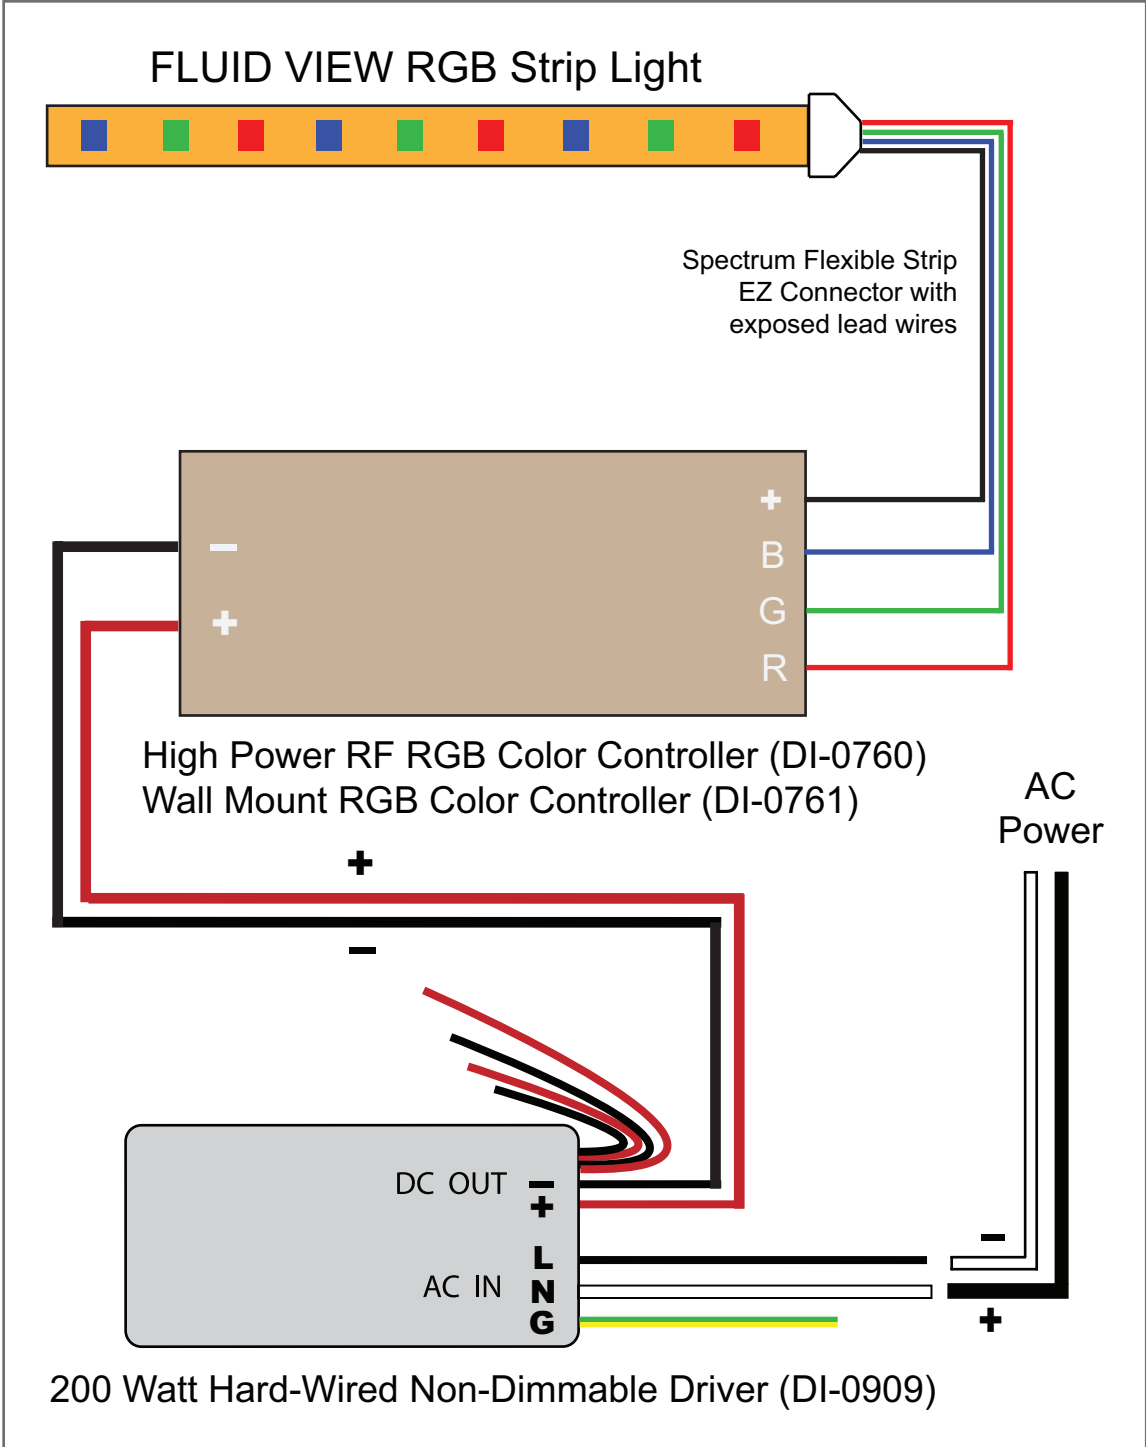 FLUID VIEW RGB Strip Light
Spectrum Flexible Strip
EZ Connector with
exposed lead wires
+
B
G
R
−
+
High Power RF RGB Color Controller (DI-0760)
Wall Mount RGB Color Controller (DI-0761)
AC
Power
+
−
DC OUT −
+
L
AC IN N
G
−
+
200 Watt Hard-Wired Non-Dimmable Driver (DI-0909)